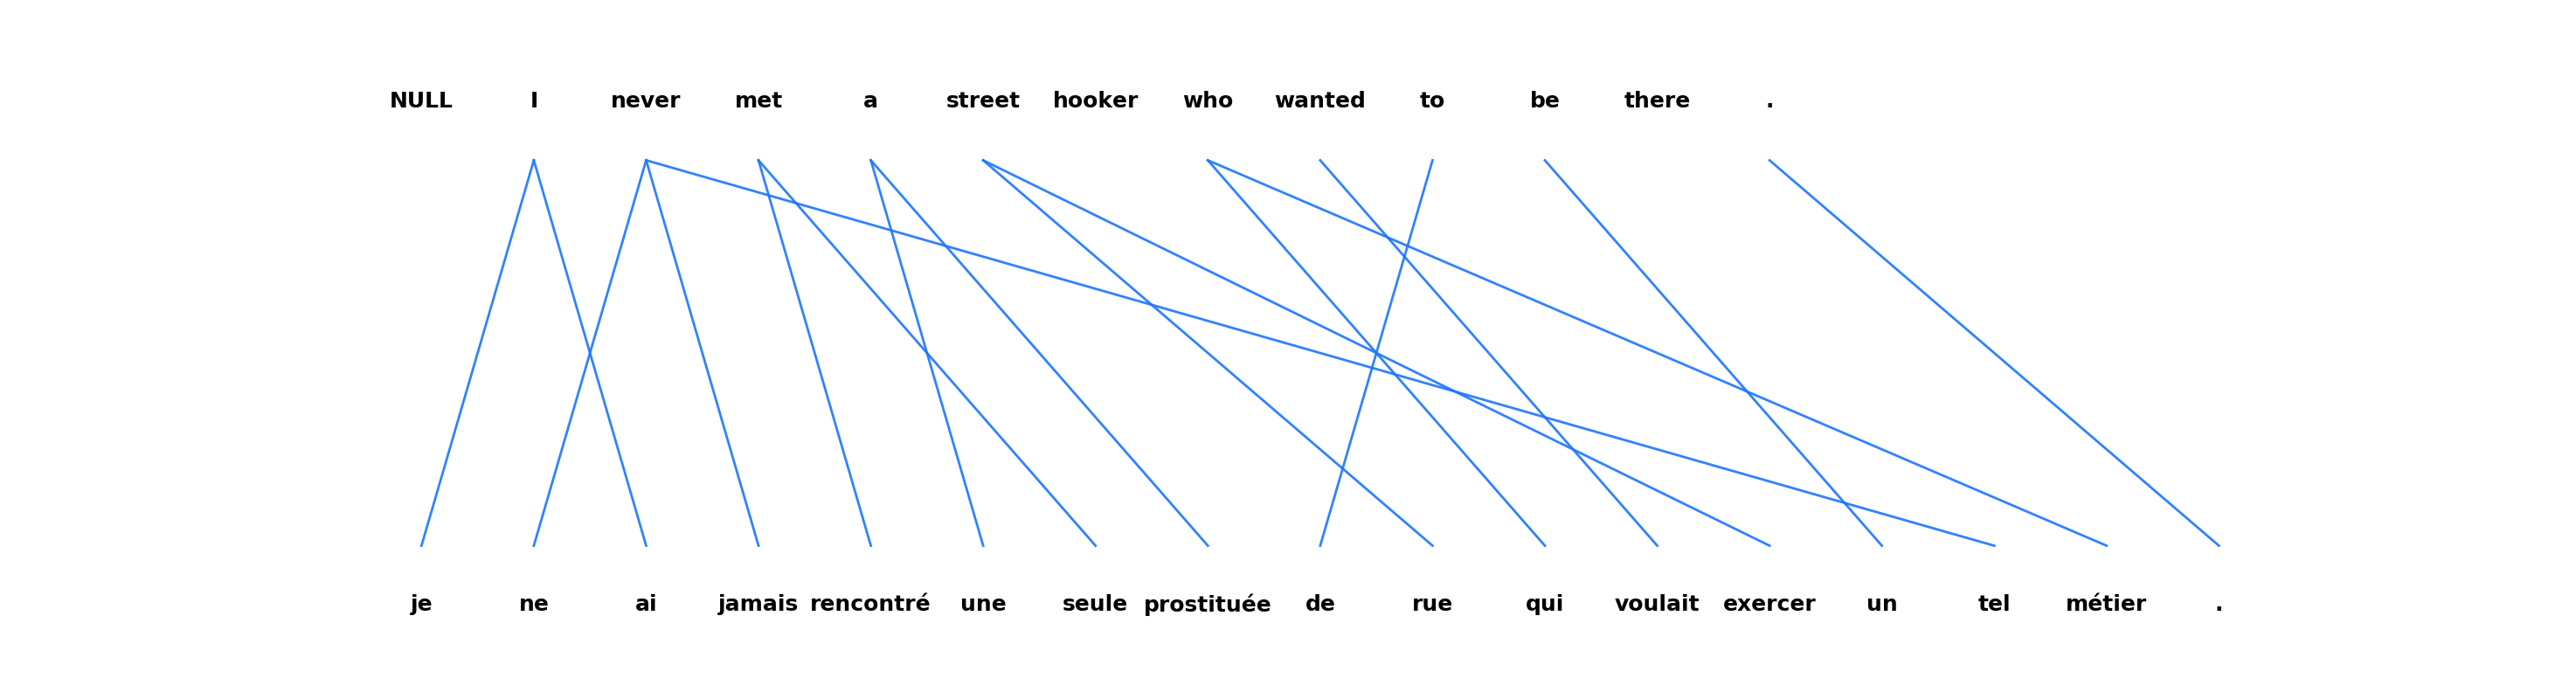 NULL I never met a street hooker who wanted to be there .
je ne ai jamais rencontré une seule prostituée de rue qui voulait exercer un tel métier .